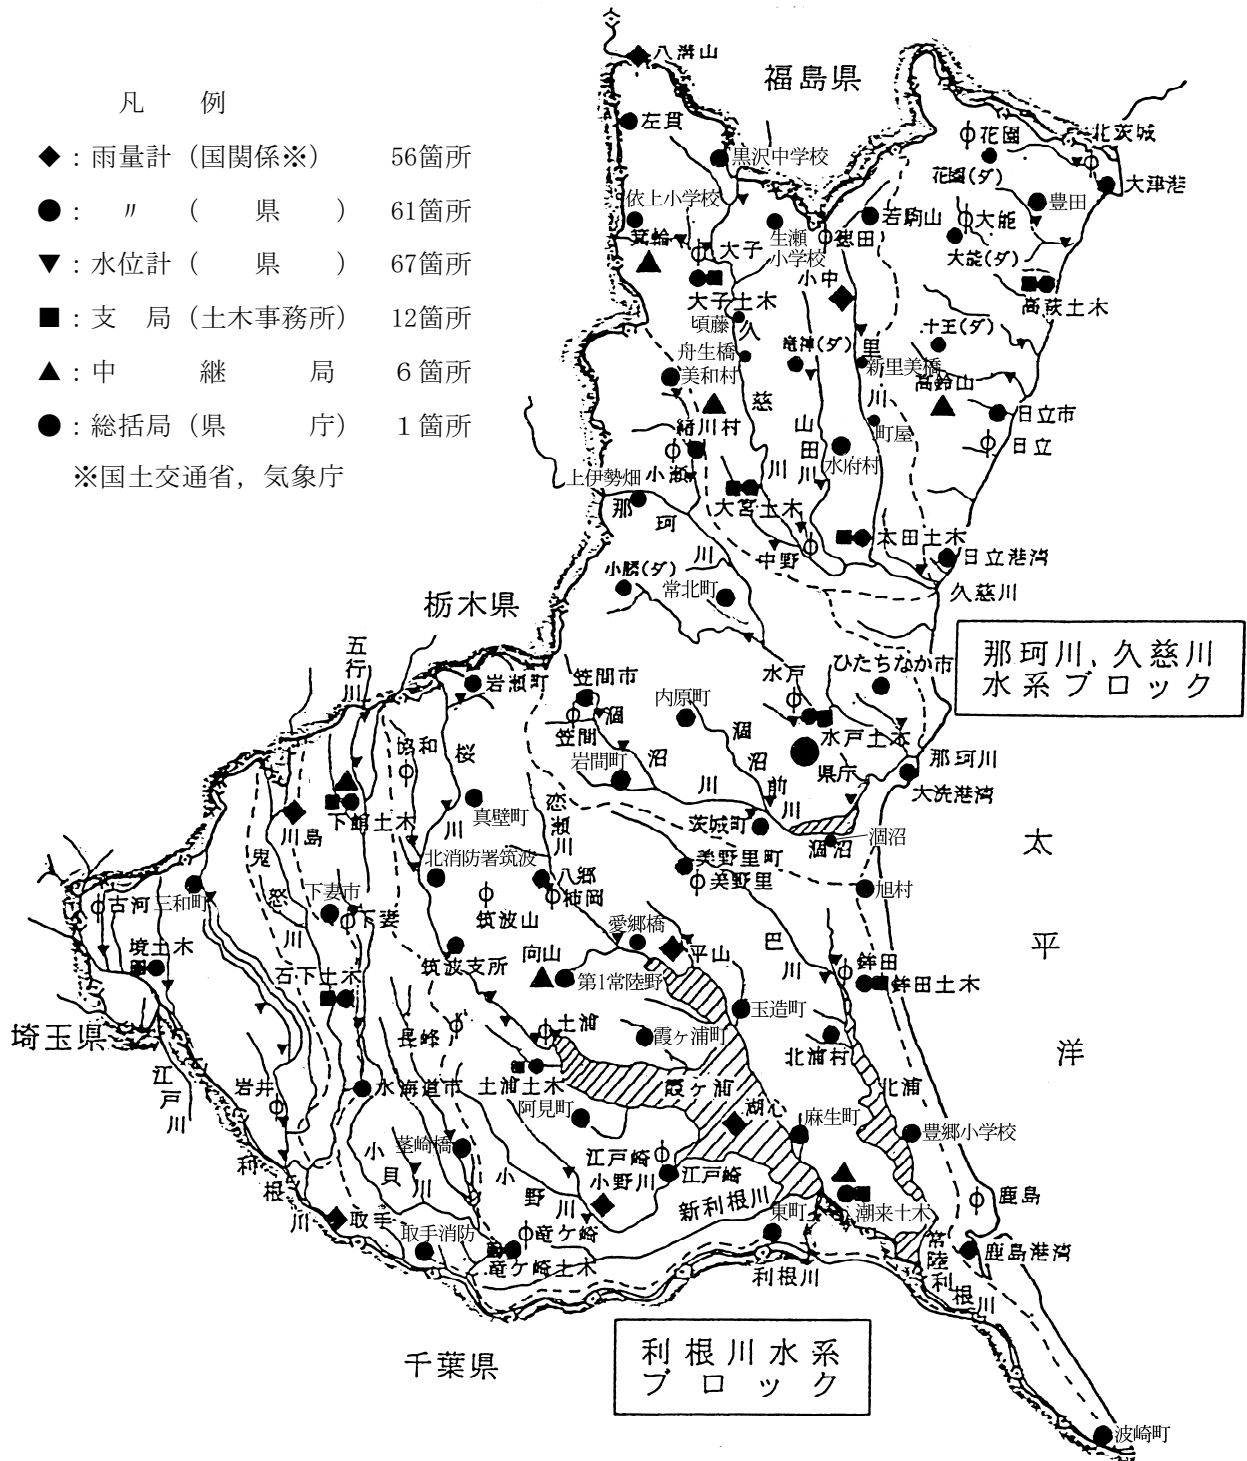 凡　例
◆：雨量計（国関係※）　56箇所
●：〃（　県　）　61箇所
▼：水位計（　県　）　67箇所
■：支　局（土木事務所）　12箇所
▲：中　継　局　6箇所
●：総括局（県　庁）　1箇所
※国土交通省，気象庁
福島県
八溝山
左貫
黒沢中学校
依上小学校
箕輪
大子
生瀬
小学校
徳田
若駒山
花園
花園(ダ)
北茨城
大津港
豊田
大能
大能(ダ)
高萩土木
大子土木
小中
頃藤
舟生橋
美和村
久
慈
川
竜神(ダ)
里
川
新里美橋
十王(ダ)
高鈴山
日立市
日立
町屋
山
田
川
水府村
緒川村
小瀬
上伊勢畑
大宮土木
那
珂
川
中野
太田土木
日立港湾
久慈川
小勝(ダ)
常北町
栃木県
那珂川、久慈川
水系ブロック
五
行
川
岩瀬町
笠間市
笠間
涸
沼
川
内原町
水戸
ひたちなか市
水戸土木
県庁
那珂川
大洗港湾
岩間町
涸
沼
前
川
協和
桜
川
真壁町
恋
瀬
川
茨城町
涸沼
涸沼
川島
下館土木
鬼
怒
川
北消防署筑波
八郷
柿岡
筑波山
美野里町
美野里
旭村
太
平
洋
古河
三和町
下妻市
下妻
境土木
石下土木
筑波支所
向山
第1常陸野
愛郷橋
平山
巴
川
鉾田
鉾田土木
玉造町
埼玉県
江
戸
川
長峰
土浦
土浦土木
霞ヶ浦町
北浦村
霞ヶ浦
北浦
岩井
水海道市
阿見町
湖心
麻生町
豊郷小学校
利
根
川
小
貝
川
茎崎橋
小
野
川
江戸崎
江戸崎
小野川
新利根川
取手
取手消防
竜ケ崎
竜ケ崎土木
東町
潮来土木
鹿島
鹿島港湾
利根川
常
陸
利
根
川
利根川水系
ブロック
千葉県
波崎町